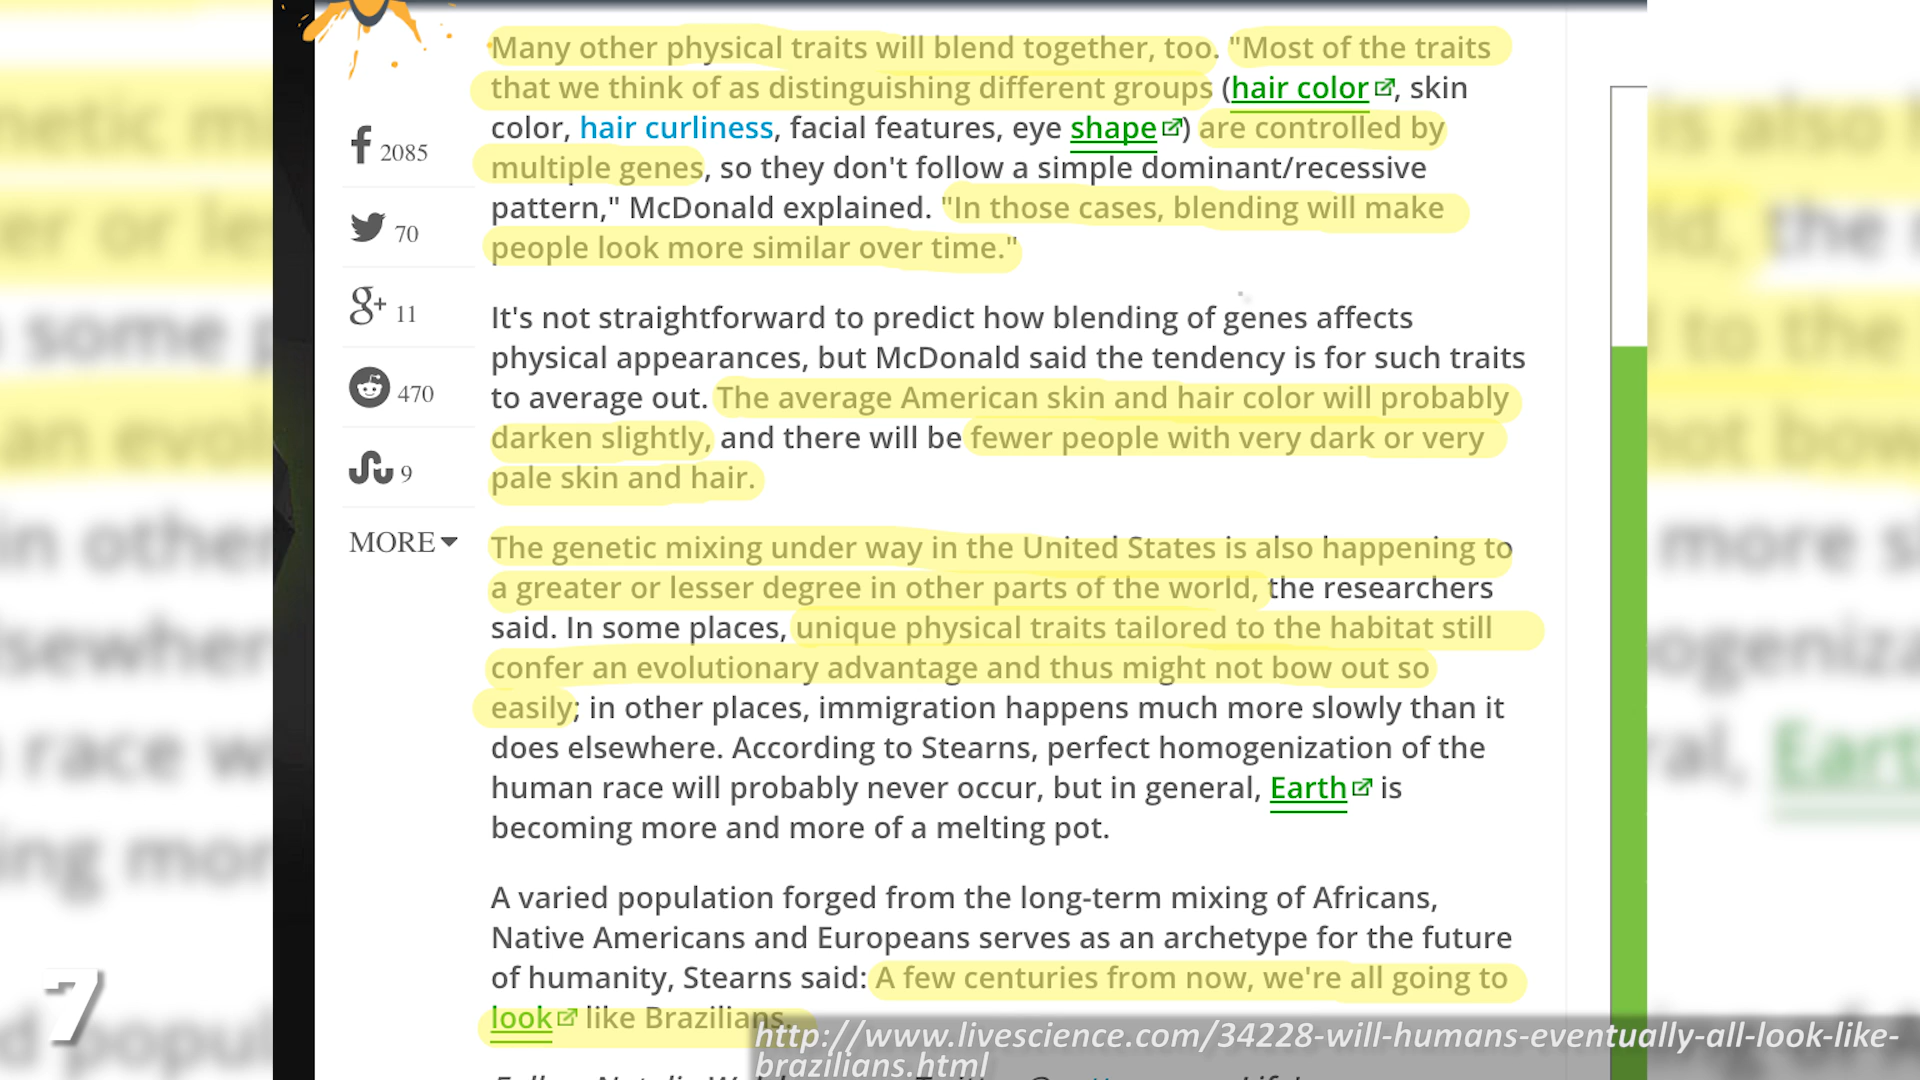 Many other physical traits will blend together, too. "Most of the traits
that we think of as distinguishing different groups (hair color, skin
color, hair curliness, facial features, eye shape) are controlled by
multiple genes, so they don't follow a simple dominant/recessive
pattern," McDonald explained. "In those cases, blending will make
people look more similar over time."
2085
70
g+ 11
470
9
MORE
It's not straightforward to predict how blending of genes affects
physical appearances, but McDonald said the tendency is for such traits
to average out. The average American skin and hair color will probably
darken slightly, and there will be fewer people with very dark or very
pale skin and hair.
The genetic mixing under way in the United States is also happening to
a greater or lesser degree in other parts of the world, the researchers
said. In some places, unique physical traits tailored to the habitat still
confer an evolutionary advantage and thus might not bow out so
easily; in other places, immigration happens much more slowly than it
does elsewhere. According to Stearns, perfect homogenization of the
human race will probably never occur, but in general, Earth is
becoming more and more of a melting pot.
A varied population forged from the long-term mixing of Africans,
Native Americans and Europeans serves as an archetype for the future
of humanity, Stearns said: A few centuries from now, we're all going to
look like Brazilians.
7
http://www.livescience.com/34228-will-humans-eventually-all-look-like-
brazilians.html